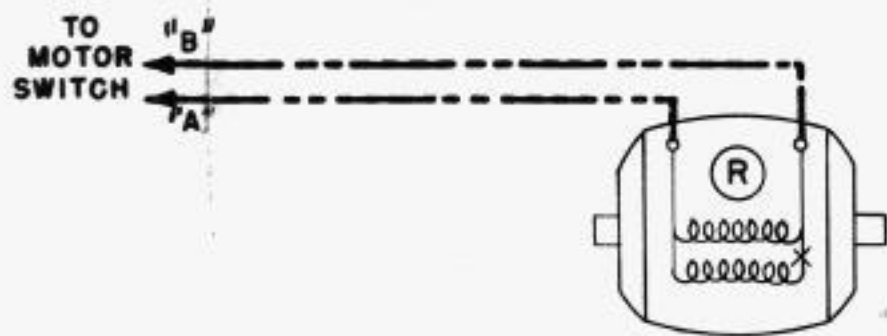 TO
MOTOR
SWITCH
"B"
"A"
R